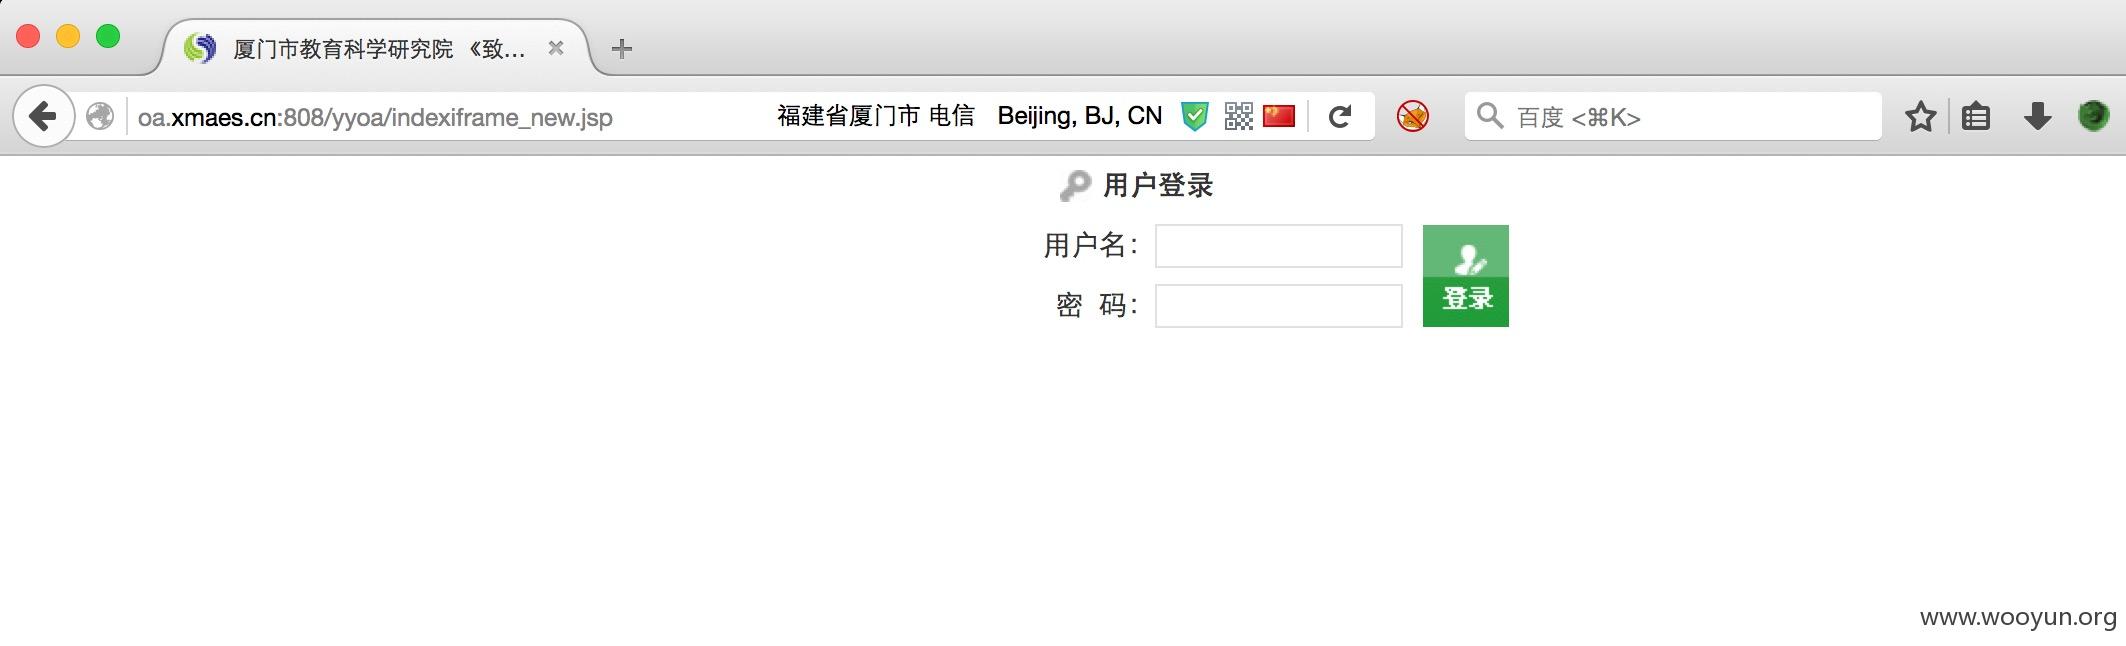 厦门市教育科学研究院 《致...
oa.xmaes.cn:808/yyoa/indexiframe_new.jsp 福建省厦门市 电信 Beijing, BJ, CN 百度 <⌘K>
用户登录
用户名:
密 码:
登录
www.wooyun.org